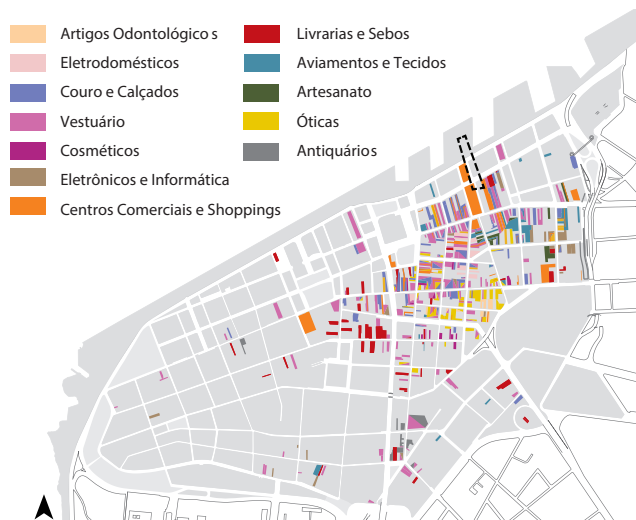 Artigos Odontológico s
Eletrodomésticos
Couro e Calçados
Vestuário
Cosméticos
Eletrônicos e Informática
Centros Comerciais e Shoppings
Livrarias e Sebos
Aviamentos e Tecidos
Artesanato
Óticas
Antiquários